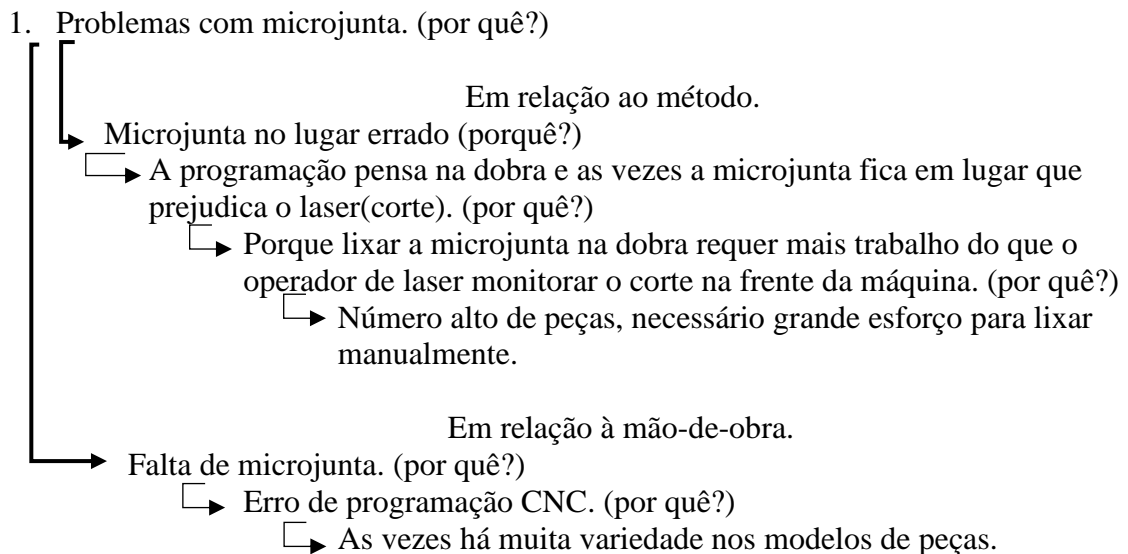 1. Problemas com microjunta. (por quê?)
Em relação ao método.
Microjunta no lugar errado (porquê?)
A programação pensa na dobra e as vezes a microjunta fica em lugar que
prejudica o laser(corte). (por quê?)
Porque lixar a microjunta na dobra requer mais trabalho do que o
operador de laser monitorar o corte na frente da máquina. (por quê?)
Número alto de peças, necessário grande esforço para lixar
manualmente.
Em relação à mão-de-obra.
Falta de microjunta. (por quê?)
Erro de programação CNC. (por quê?)
As vezes há muita variedade nos modelos de peças.